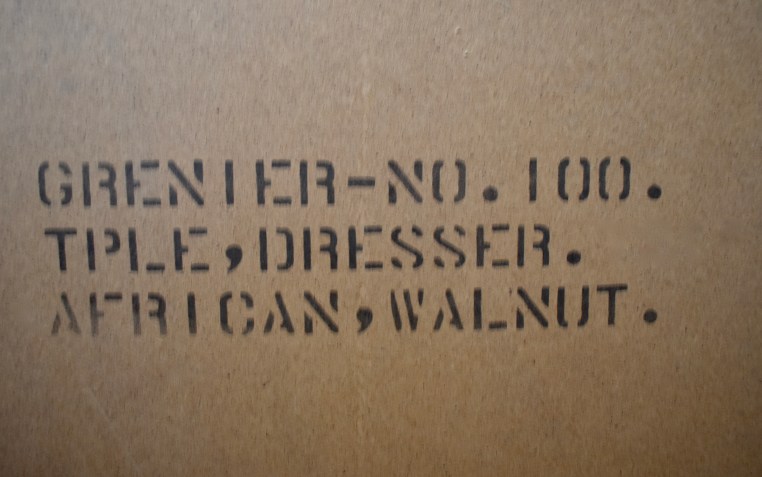 GRENIER-NO.100.
TPLE,DRESSER.
AFRICAN,WALNUT.